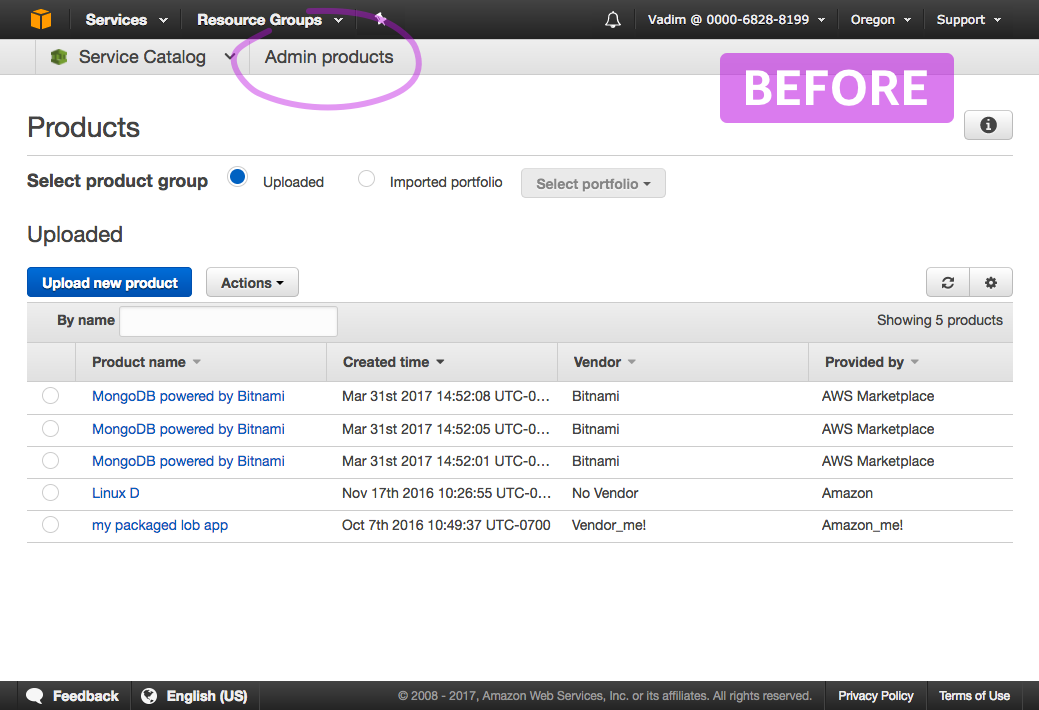 Services Resource Groups Vadim @ 0000-6828-8199 Oregon Support
Service Catalog Admin products
BEFORE
Products
Select product group Uploaded Imported portfolio Select portfolio
Uploaded
Upload new product Actions
By name Showing 5 products
Product name Created time Vendor Provided by
MongoDB powered by Bitnami Mar 31st 2017 14:52:08 UTC-0... Bitnami AWS Marketplace
MongoDB powered by Bitnami Mar 31st 2017 14:52:05 UTC-0... Bitnami AWS Marketplace
MongoDB powered by Bitnami Mar 31st 2017 14:52:01 UTC-0... Bitnami AWS Marketplace
Linux D Nov 17th 2016 10:26:55 UTC-0... No Vendor Amazon
my packaged lob app Oct 7th 2016 10:49:37 UTC-0700 Vendor_me! Amazon_me!
Feedback English (US) © 2008 - 2017, Amazon Web Services, Inc. or its affiliates. All rights reserved. Privacy Policy Terms of Use